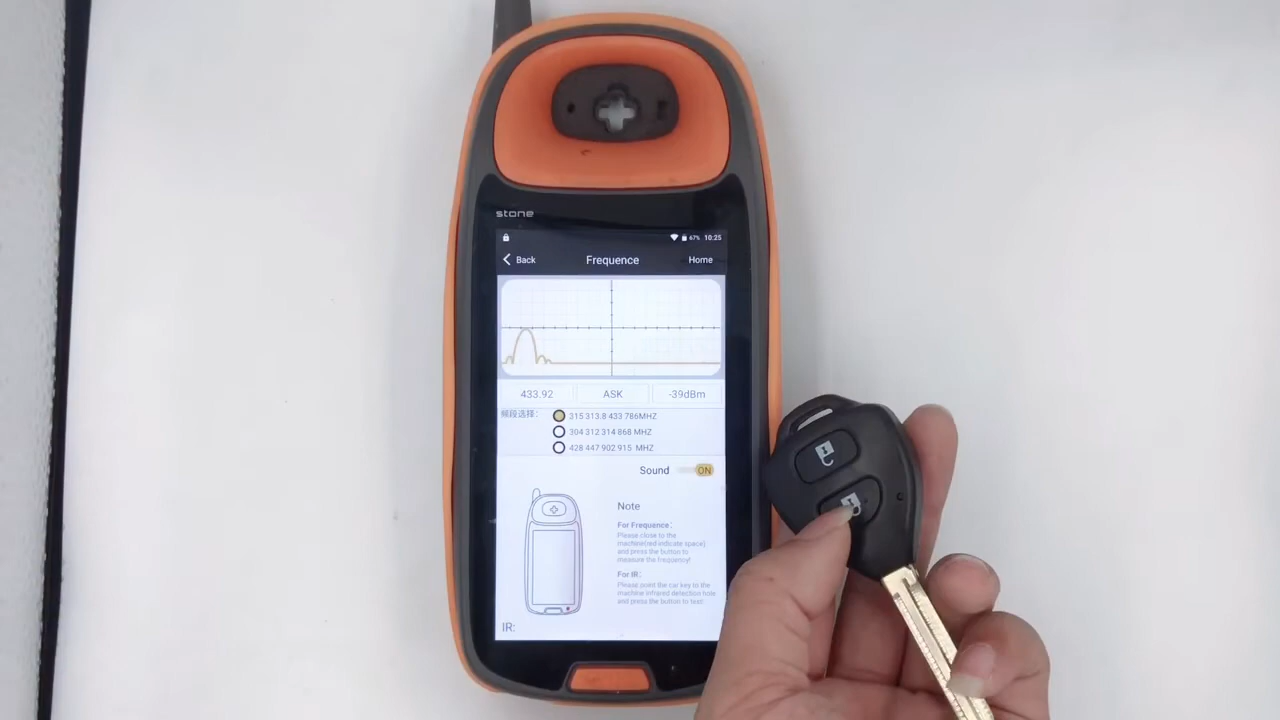 stone
67% 10:25
Back Frequence Home
433.92 ASK -39dBm
频段选择: 315 313.8 433 786MHZ
304 312 314 868 MHZ
428 447 902 915 MHZ
Sound ON
Note
For Frequence:
Please close to the
machine(red indicate space)
and press the button to
measure the frequency!
For IR:
Please point the car key to the
machine infrared detection hole
and press the button to test.
IR: